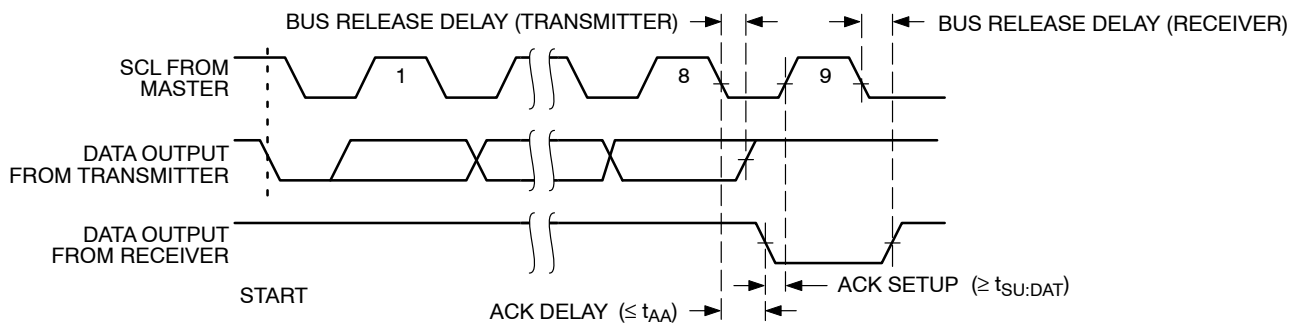 BUS RELEASE DELAY (TRANSMITTER)
BUS RELEASE DELAY (RECEIVER)
SCL FROM
MASTER
1
8
9
DATA OUTPUT
FROM TRANSMITTER
DATA OUTPUT
FROM RECEIVER
START
ACK SETUP (≥ tSU:DAT)
ACK DELAY (≤ tAA)